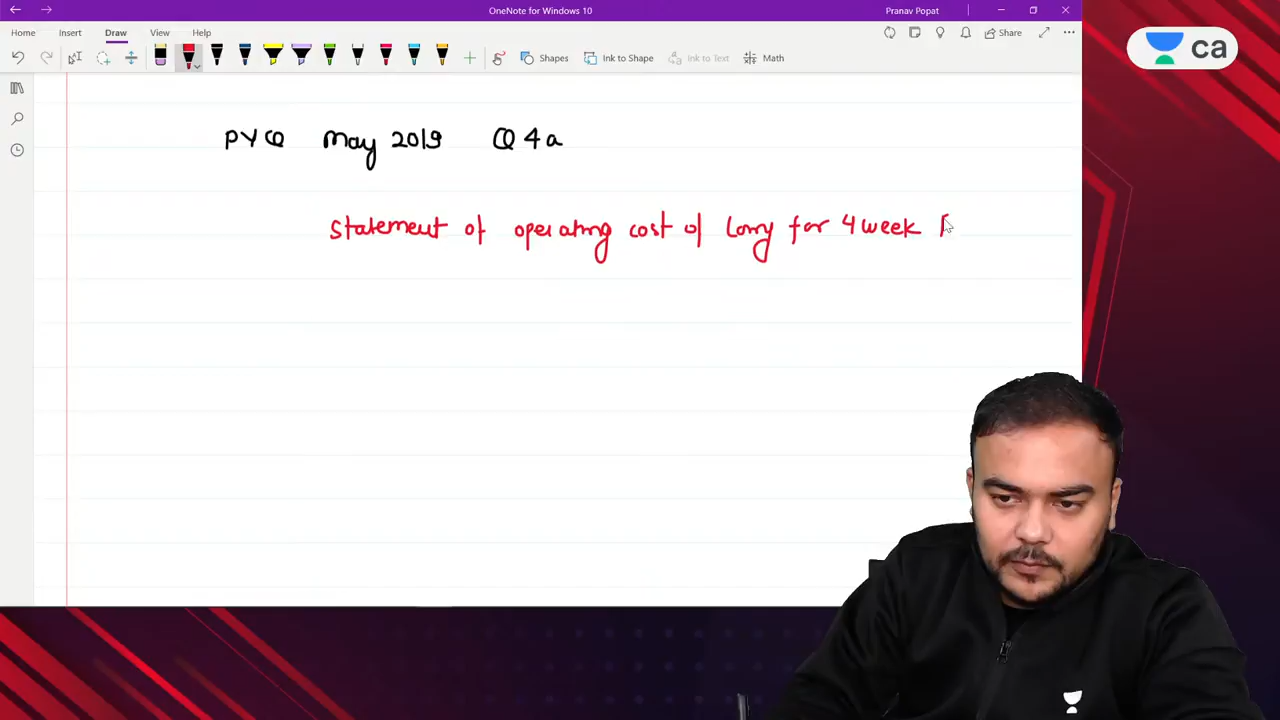 OneNote for Windows 10
Pranav Popat
Home Insert Draw View Help
Share
Shapes Ink to Shape Ink to Text Math
ca
PYQ May 2019 Q 4 a
Statement of operating cost of Lorry for 4 week